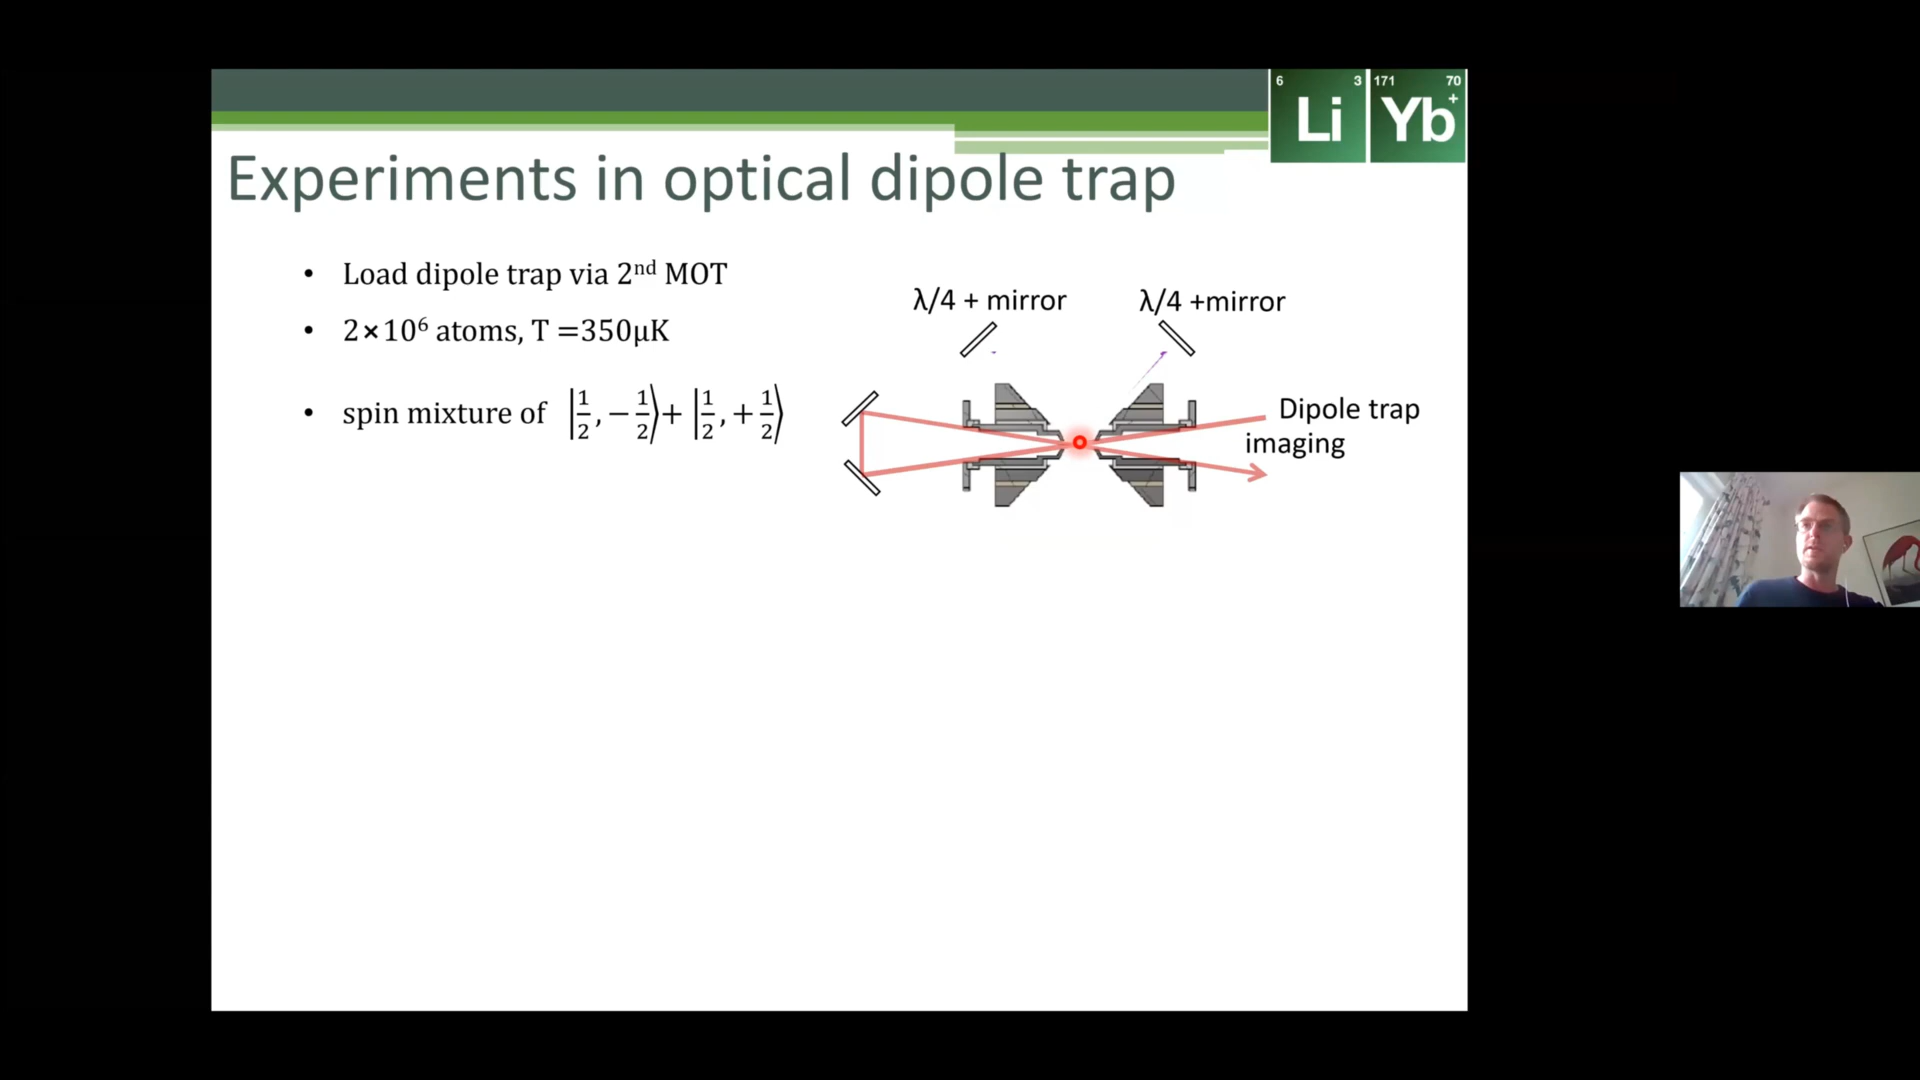 6 3 171 70
Li Yb+
Experiments in optical dipole trap
• Load dipole trap via 2nd MOT
• 2×10⁶ atoms, T =350μK
• spin mixture of |1/2, −1/2⟩+ |1/2, +1/2⟩
λ/4 + mirror
λ/4 +mirror
Dipole trap
imaging